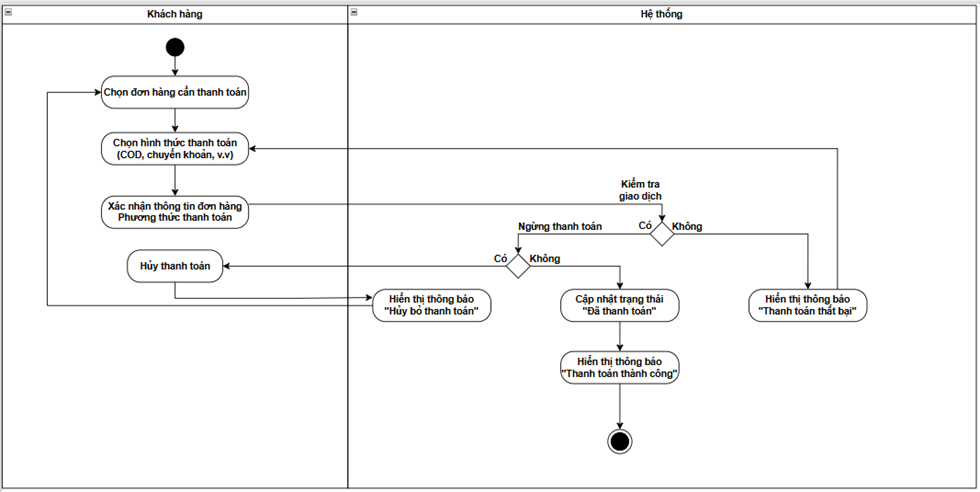 Khách hàng
Hệ thống
Chọn đơn hàng cần thanh toán
Chọn hình thức thanh toán
(COD, chuyển khoản, v.v)
Xác nhận thông tin đơn hàng
Phương thức thanh toán
Kiểm tra
giao dịch
Có
Không
Ngừng thanh toán
Có
Không
Hủy thanh toán
Hiển thị thông báo
"Hủy bỏ thanh toán"
Cập nhật trạng thái
"Đã thanh toán"
Hiển thị thông báo
"Thanh toán thất bại"
Hiển thị thông báo
"Thanh toán thành công"